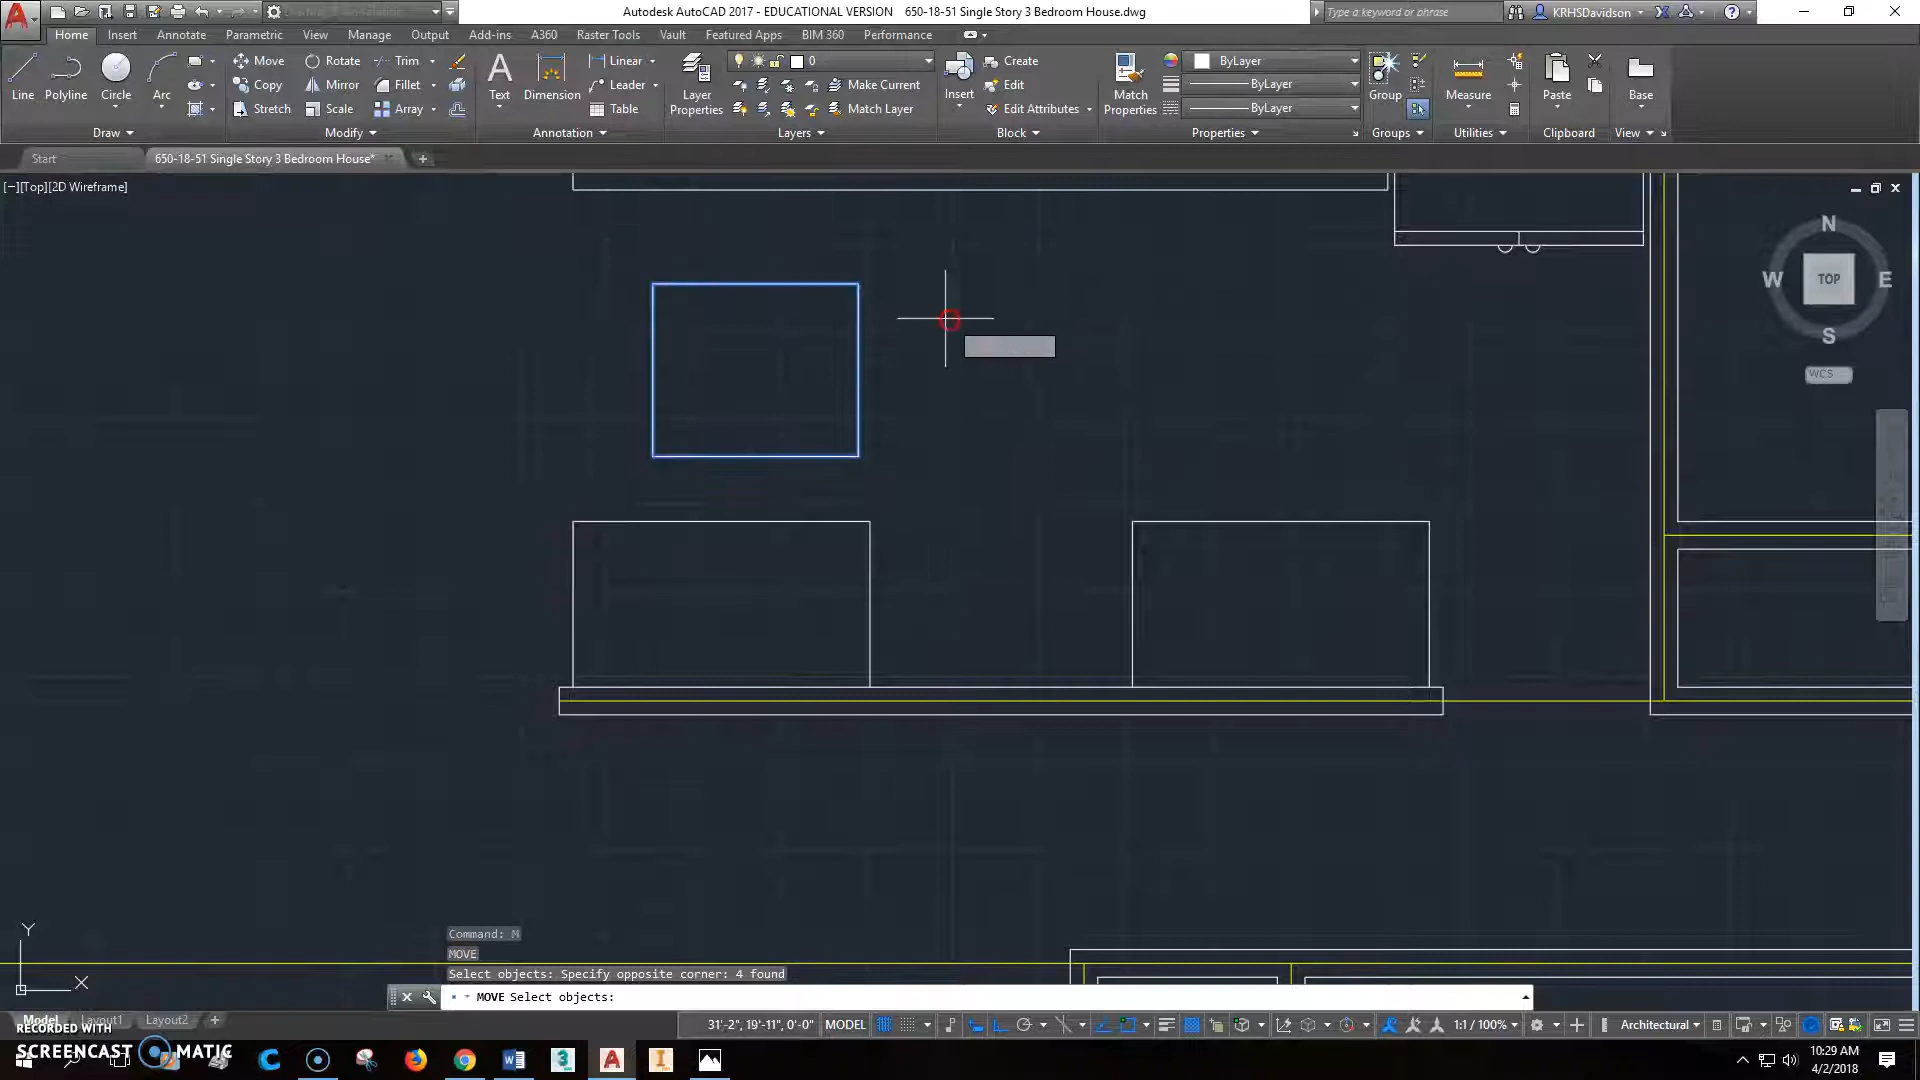 Autodesk AutoCAD 2017 - EDUCATIONAL VERSION 650-18-51 Single Story 3 Bedroom House.dwg
Type a keyword or phrase
KRHSDavidson
Home Insert Annotate Parametric View Manage Output Add-ins A360 Raster Tools Vault Featured Apps BIM 360 Performance
Line Polyline Circle Arc
Move Rotate Trim
Copy Mirror Fillet
Stretch Scale Array
Text Dimension
Linear
Leader
Table
Layer Properties
0
Make Current
Match Layer
Insert
Create
Edit
Edit Attributes
Match Properties
ByLayer
ByLayer
ByLayer
Group Measure Paste Base
Draw Modify Annotation Layers Block Properties Groups Utilities Clipboard View
Start 650-18-51 Single Story 3 Bedroom House*
[−][Top][2D Wireframe]
N
W TOP E
S
WCS
Y
X
Command: M
MOVE
Select objects: Specify opposite corner: 4 found
MOVE Select objects:
Model Layout1 Layout2
31'-2", 19'-11", 0'-0" MODEL 1:1 / 100% Architectural
RECORDED WITH
SCREENCAST MATIC
10:29 AM
4/2/2018